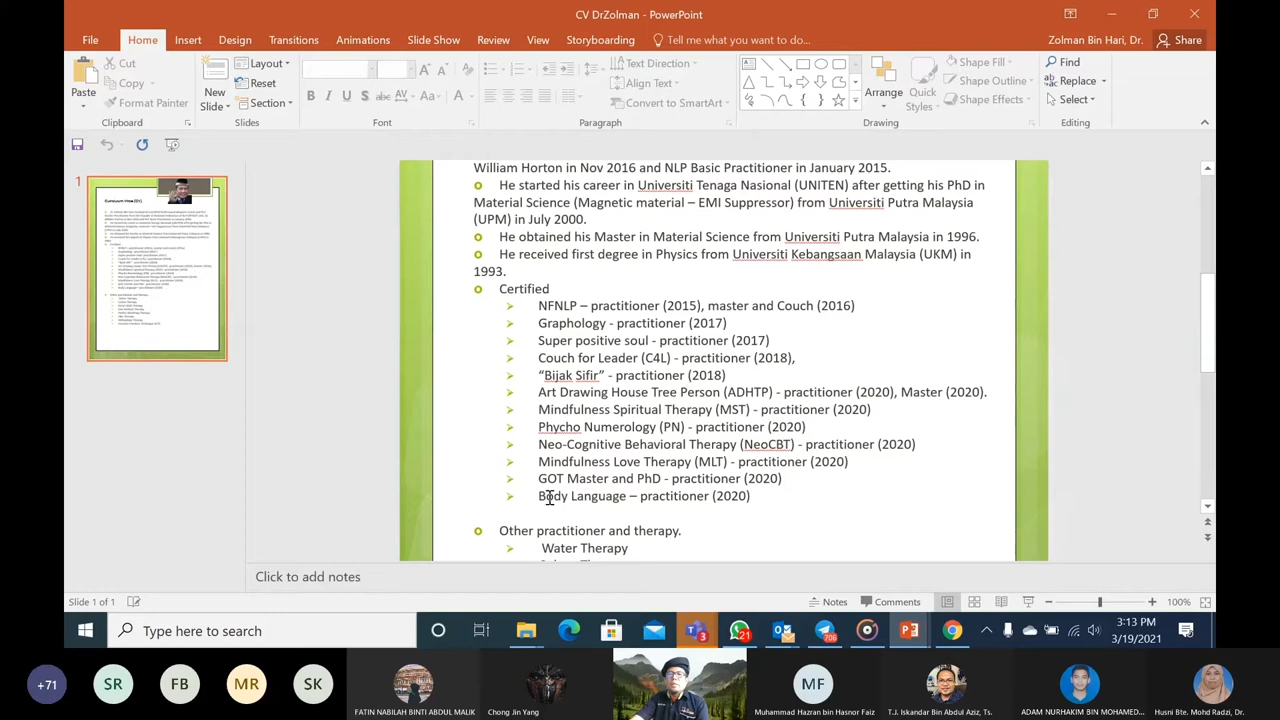 CV DrZolman - PowerPoint
File
Home
Insert
Design
Transitions
Animations
Slide Show
Review
View
Storyboarding
Tell me what you want to do...
Zolman Bin Hari, Dr.
Share
Paste
Cut
Copy
Format Painter
Clipboard
New
Slide
Layout
Reset
Section
Slides
Font
Text Direction
Align Text
Convert to SmartArt
Paragraph
Arrange
Quick
Styles
Shape Fill
Shape Outline
Shape Effects
Drawing
Find
Replace
Select
Editing
1
William Horton in Nov 2016 and NLP Basic Practitioner in January 2015.
He started his career in Universiti Tenaga Nasional (UNITEN) after getting his PhD in
Material Science (Magnetic material – EMI Suppressor) from Universiti Putra Malaysia
(UPM) in July 2000.
He obtained his Master in Material Science from Universiti Putra Malaysia in 1996.
He received first degree in Physics from Universiti Kebangsaan Malaysia (UKM) in
1993.
Certified
NFNLP – practitioner (2015), master and Couch (2016)
Graphology - practitioner (2017)
Super positive soul - practitioner (2017)
Couch for Leader (C4L) - practitioner (2018),
“Bijak Sifir” - practitioner (2018)
Art Drawing House Tree Person (ADHTP) - practitioner (2020), Master (2020).
Mindfulness Spiritual Therapy (MST) - practitioner (2020)
Phycho Numerology (PN) - practitioner (2020)
Neo-Cognitive Behavioral Therapy (NeoCBT) - practitioner (2020)
Mindfulness Love Therapy (MLT) - practitioner (2020)
GOT Master and PhD - practitioner (2020)
Body Language – practitioner (2020)
Other practitioner and therapy.
Water Therapy
Click to add notes
Slide 1 of 1
Notes
Comments
100%
Type here to search
3
21
706
3:13 PM
3/19/2021
+71
SR
FB
MR
SK
FATIN NABILAH BINTI ABDUL MALIK
Chong Jin Yang
MF
Muhammad Hazran bin Hasnor Faiz
T.J. Iskandar Bin Abdul Aziz, Ts.
ADAM NURHAKIM BIN MOHAMED...
Husni Bte. Mohd Radzi, Dr.